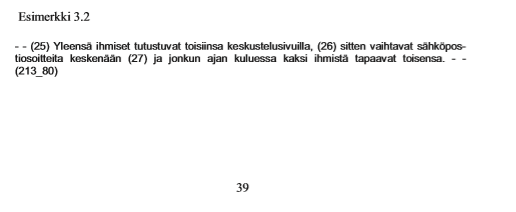 Esimerkki 3.2
- - (25) Yleensä ihmiset tutustuvat toisiinsa keskustelusivuilla, (26) sitten vaihtavat sähköpos-
tiosoitteita keskenään (27) ja jonkun ajan kuluessa kaksi ihmistä tapaavat toisensa. - -
(213_80)
39